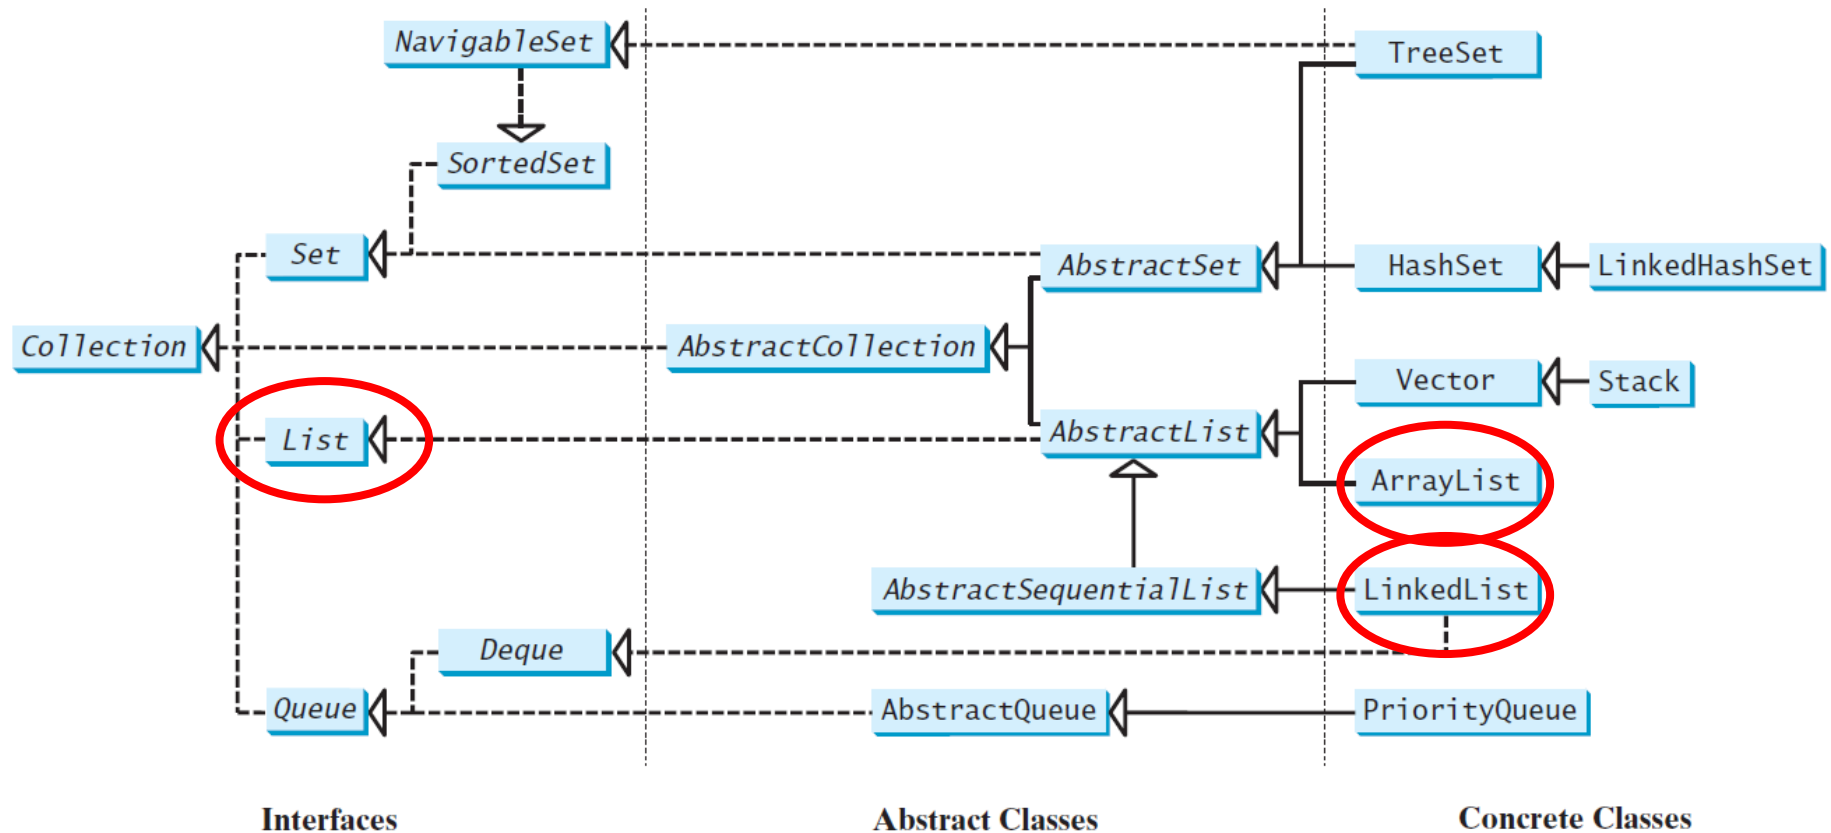 NavigableSet
TreeSet
SortedSet
Set
AbstractSet
HashSet
LinkedHashSet
Collection
AbstractCollection
Vector
Stack
List
AbstractList
ArrayList
AbstractSequentialList
LinkedList
Deque
Queue
AbstractQueue
PriorityQueue
Interfaces
Abstract Classes
Concrete Classes